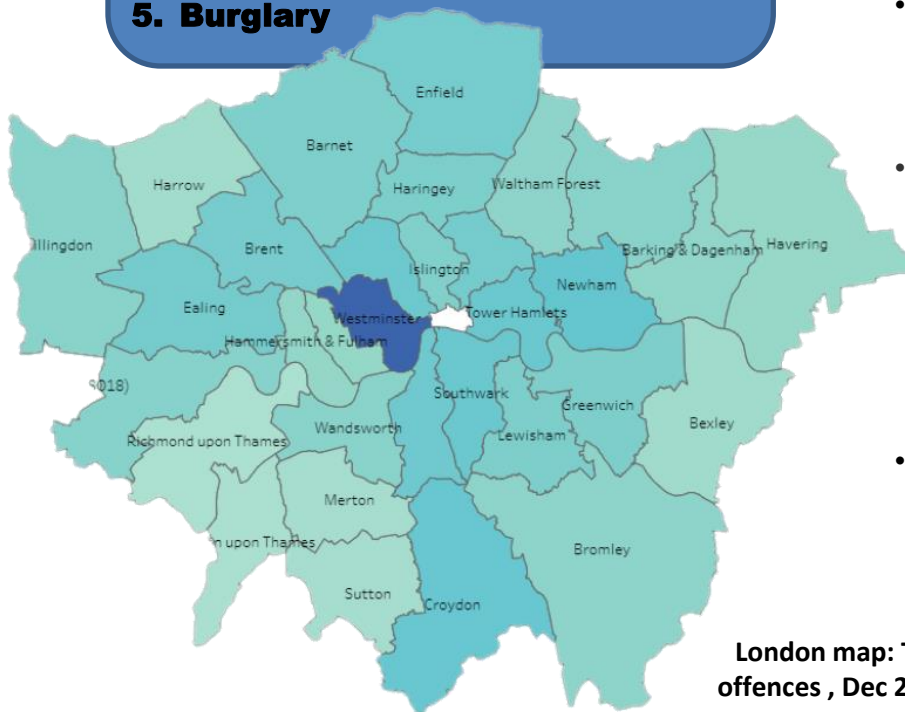 5. Burglary
Enfield
Barnet
Harrow
Haringey
Waltham Forest
illingdon
Brent
Islington
Barking & Dagenham
Havering
Newham
Ealing
Westminster
Tower Hamlets
Hammersmith & Fulham
SO18)
Southwark
Greenwich
Wandsworth
Lewisham
Bexley
Richmond upon Thames
Merton
n upon Thames
Bromley
Sutton
Croydon
London map: T
offences , Dec 2